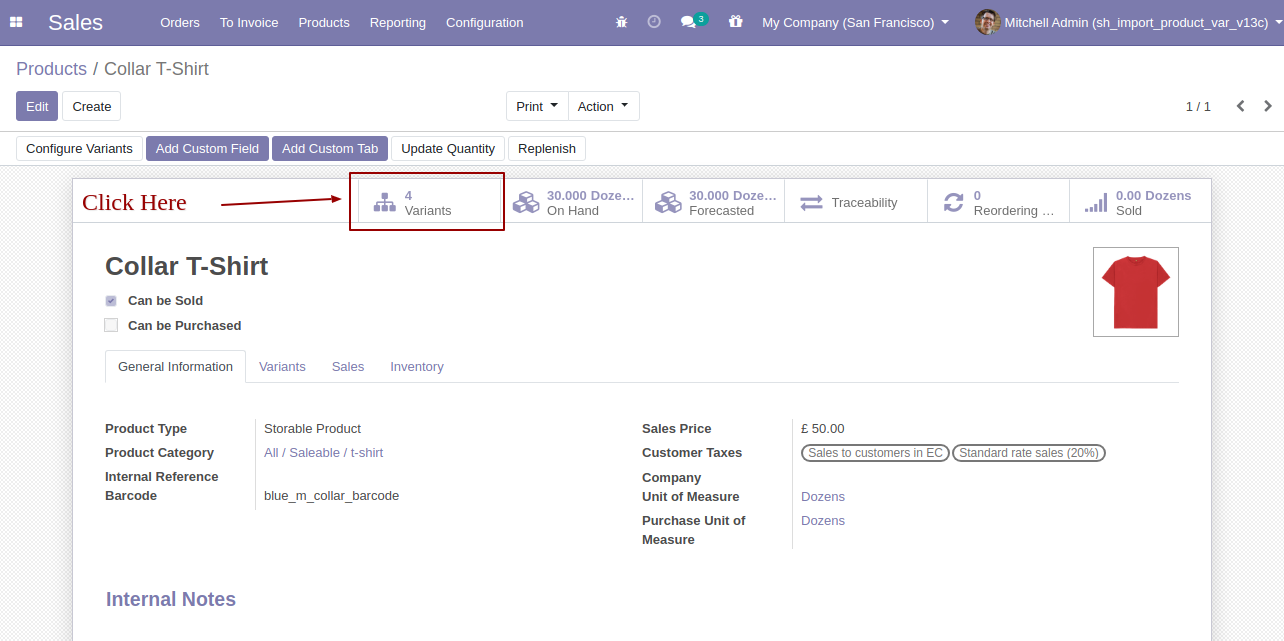 Sales Orders To Invoice Products Reporting Configuration 3 My Company (San Francisco) Mitchell Admin (sh_import_product_var_v13c)
Products / Collar T-Shirt
Edit Create Print Action 1 / 1
Configure Variants Add Custom Field Add Custom Tab Update Quantity Replenish
Click Here
4
Variants
30.000 Doze…
On Hand
30.000 Doze…
Forecasted
Traceability
0
Reordering …
0.00 Dozens
Sold
Collar T-Shirt
Can be Sold
Can be Purchased
General Information Variants Sales Inventory
Product Type Storable Product
Product Category All / Saleable / t-shirt
Internal Reference
Barcode blue_m_collar_barcode
Sales Price £ 50.00
Customer Taxes Sales to customers in EC Standard rate sales (20%)
Company
Unit of Measure Dozens
Purchase Unit of Dozens
Measure
Internal Notes